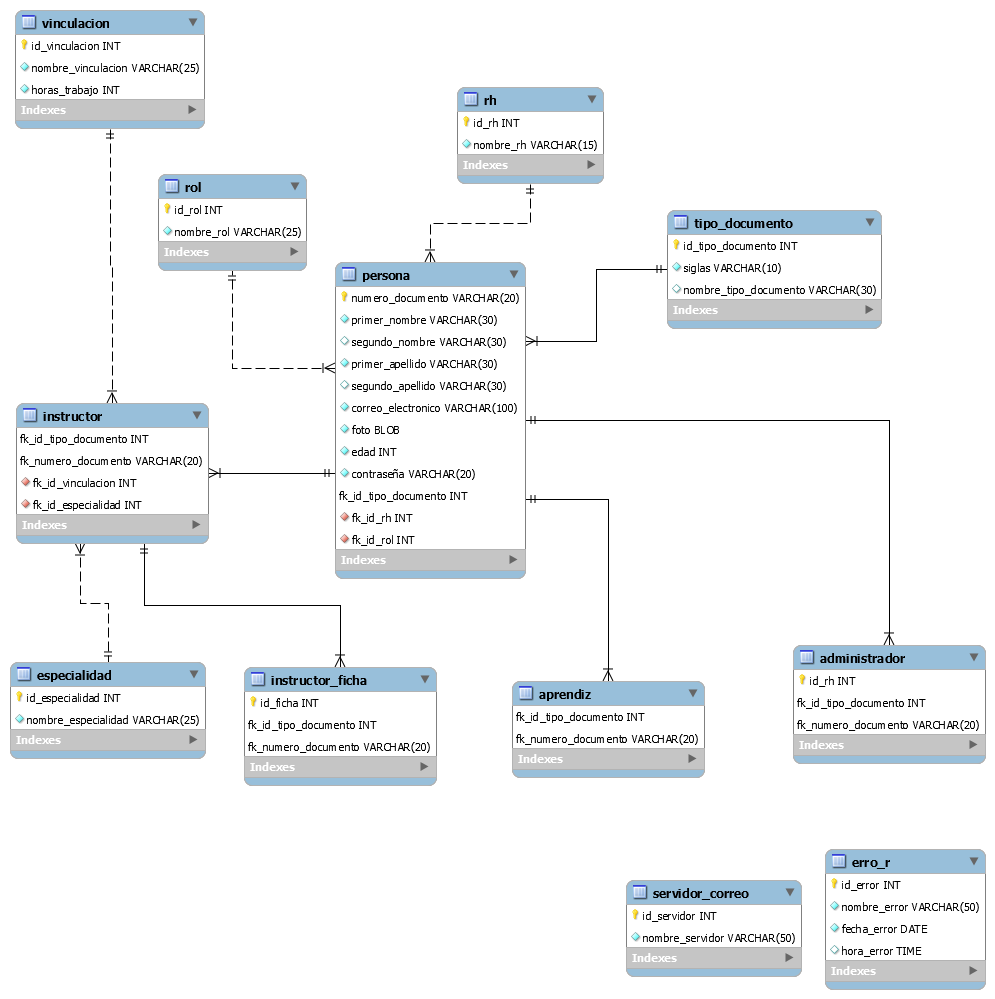 vinculacion
id_vinculacion INT
nombre_vinculacion VARCHAR(25)
horas_trabajo INT
Indexes
rh
id_rh INT
nombre_rh VARCHAR(15)
Indexes
rol
id_rol INT
nombre_rol VARCHAR(25)
Indexes
tipo_documento
id_tipo_documento INT
siglas VARCHAR(10)
nombre_tipo_documento VARCHAR(30)
Indexes
persona
numero_documento VARCHAR(20)
primer_nombre VARCHAR(30)
segundo_nombre VARCHAR(30)
primer_apellido VARCHAR(30)
segundo_apellido VARCHAR(30)
correo_electronico VARCHAR(100)
foto BLOB
edad INT
contraseña VARCHAR(20)
fk_id_tipo_documento INT
fk_id_rh INT
fk_id_rol INT
Indexes
instructor
fk_id_tipo_documento INT
fk_numero_documento VARCHAR(20)
fk_id_vinculacion INT
fk_id_especialidad INT
Indexes
especialidad
id_especialidad INT
nombre_especialidad VARCHAR(25)
Indexes
instructor_ficha
id_ficha INT
fk_id_tipo_documento INT
fk_numero_documento VARCHAR(20)
Indexes
aprendiz
fk_id_tipo_documento INT
fk_numero_documento VARCHAR(20)
Indexes
administrador
id_rh INT
fk_id_tipo_documento INT
fk_numero_documento VARCHAR(20)
Indexes
servidor_correo
id_servidor INT
nombre_servidor VARCHAR(50)
Indexes
erro_r
id_error INT
nombre_error VARCHAR(50)
fecha_error DATE
hora_error TIME
Indexes